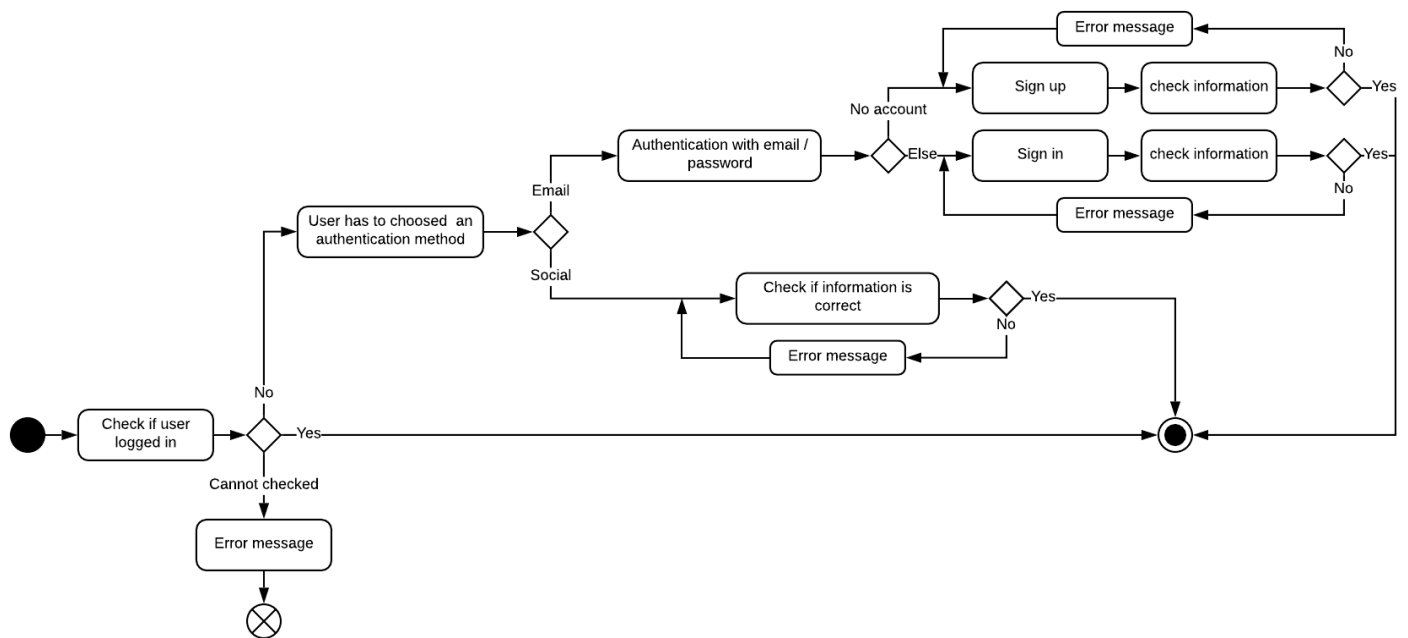 Error message
No
Sign up
check information
Yes
No account
Authentication with email /
password
Else
Sign in
check information
Yes
No
Error message
Email
User has to choosed  an
authentication method
Social
Check if information is
correct
Yes
No
Error message
No
Check if user
logged in
Yes
Cannot checked
Error message